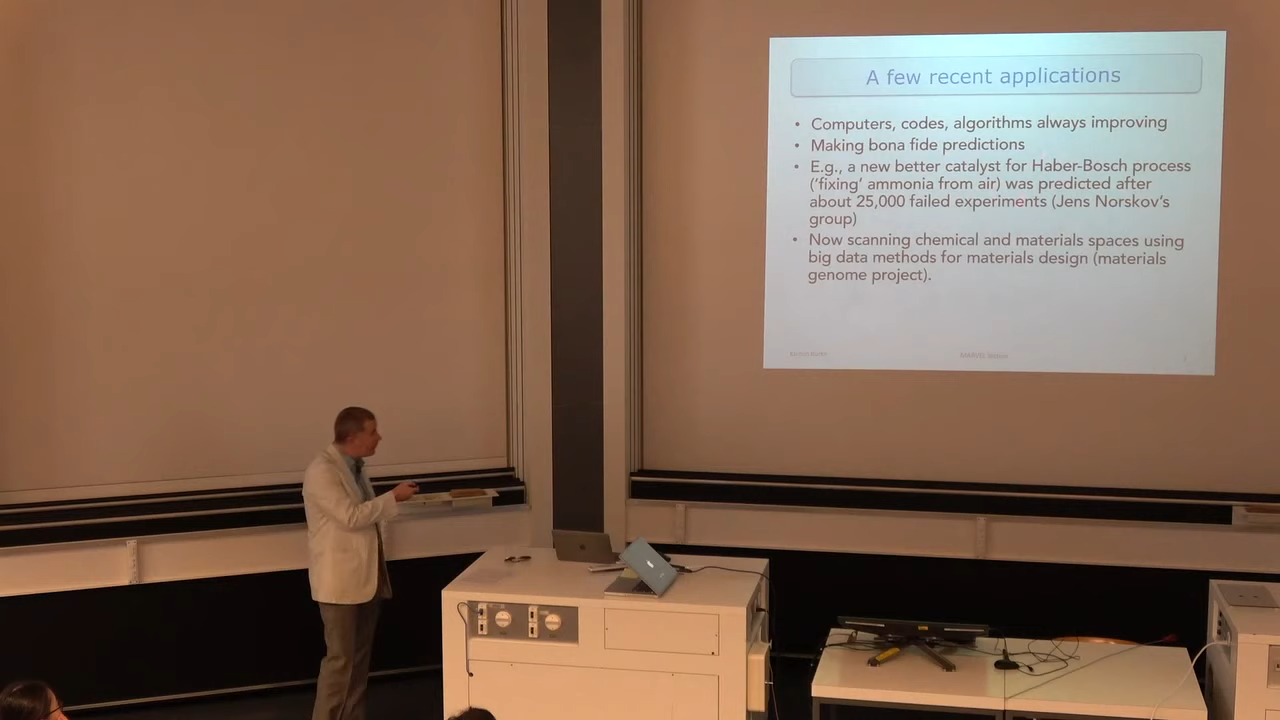 A few recent applications
• Computers, codes, algorithms always improving
• Making bona fide predictions
• E.g., a new better catalyst for Haber-Bosch process
('fixing' ammonia from air) was predicted after
about 25,000 failed experiments (Jens Norskov's
group)
• Now scanning chemical and materials spaces using
big data methods for materials design (materials
genome project).
MARVEL